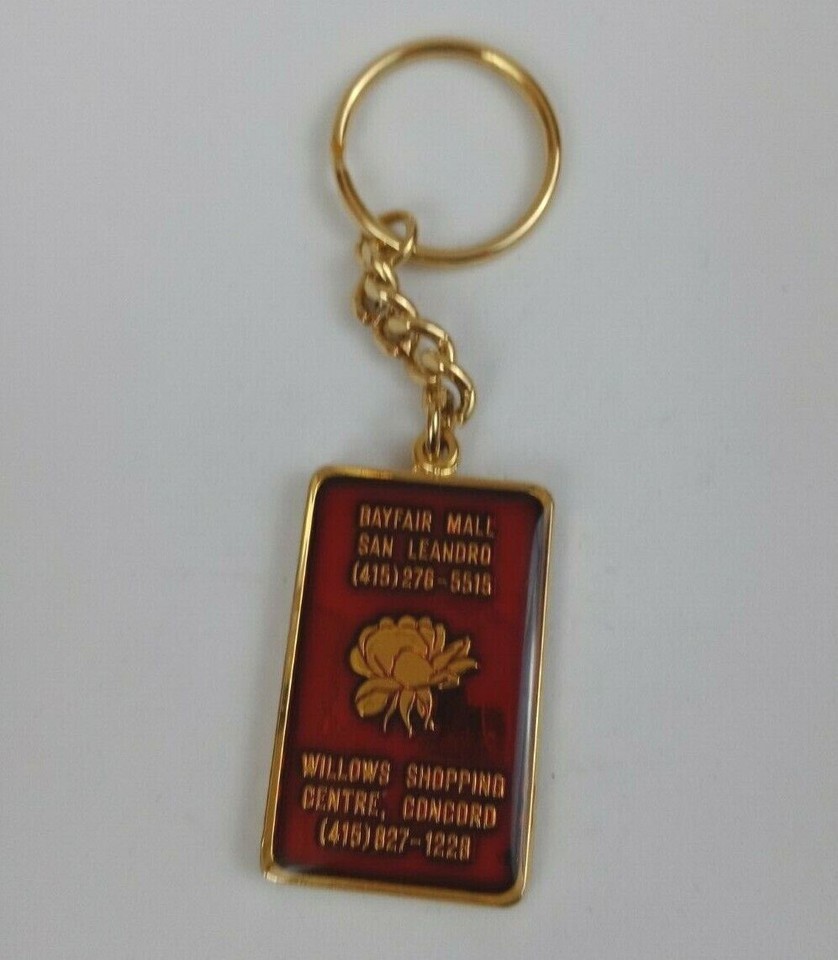 BAYFAIR MALL
SAN LEANDRO
(415)276-5515
WILLOWS SHOPPING
CENTRE, CONCORD
(415)827-1228